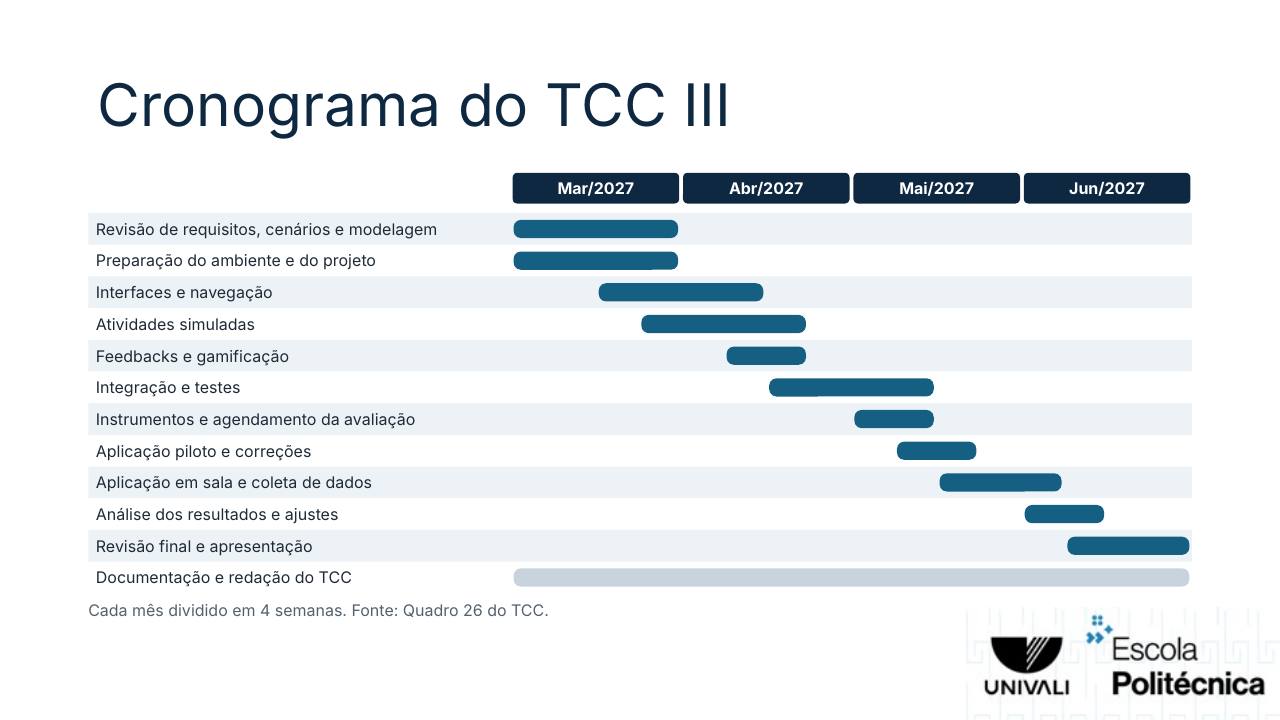 Cronograma do TCC III
Mar/2027 Abr/2027 Mai/2027 Jun/2027
Revisão de requisitos, cenários e modelagem
Preparação do ambiente e do projeto
Interfaces e navegação
Atividades simuladas
Feedbacks e gamificação
Integração e testes
Instrumentos e agendamento da avaliação
Aplicação piloto e correções
Aplicação em sala e coleta de dados
Análise dos resultados e ajustes
Revisão final e apresentação
Documentação e redação do TCC
Cada mês dividido em 4 semanas. Fonte: Quadro 26 do TCC.
UNIVALI
Escola
Politécnica